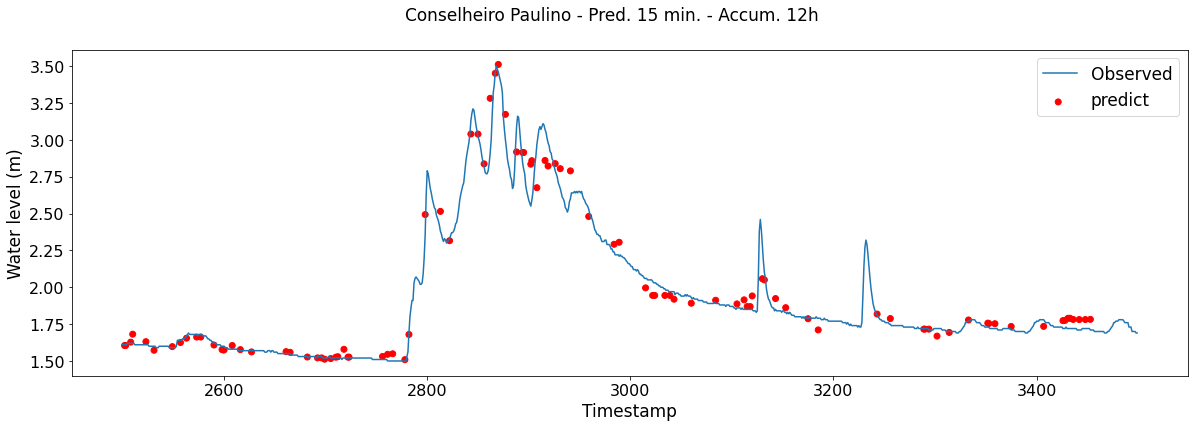 Conselheiro Paulino - Pred. 15 min. - Accum. 12h
3.50
3.25
3.00
2.75
2.50
2.25
2.00
1.75
1.50
Water level (m)
Observed
predict
2600 2800 3000 3200 3400
Timestamp